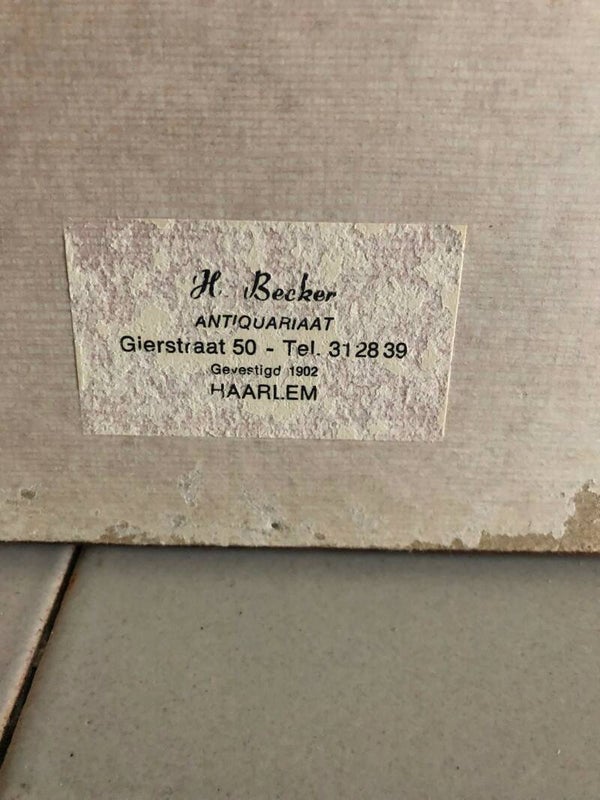 H. Becker
ANTIQUARIAAT
Gierstraat 50 - Tel. 312839
Gevestigd 1902
HAARLEM